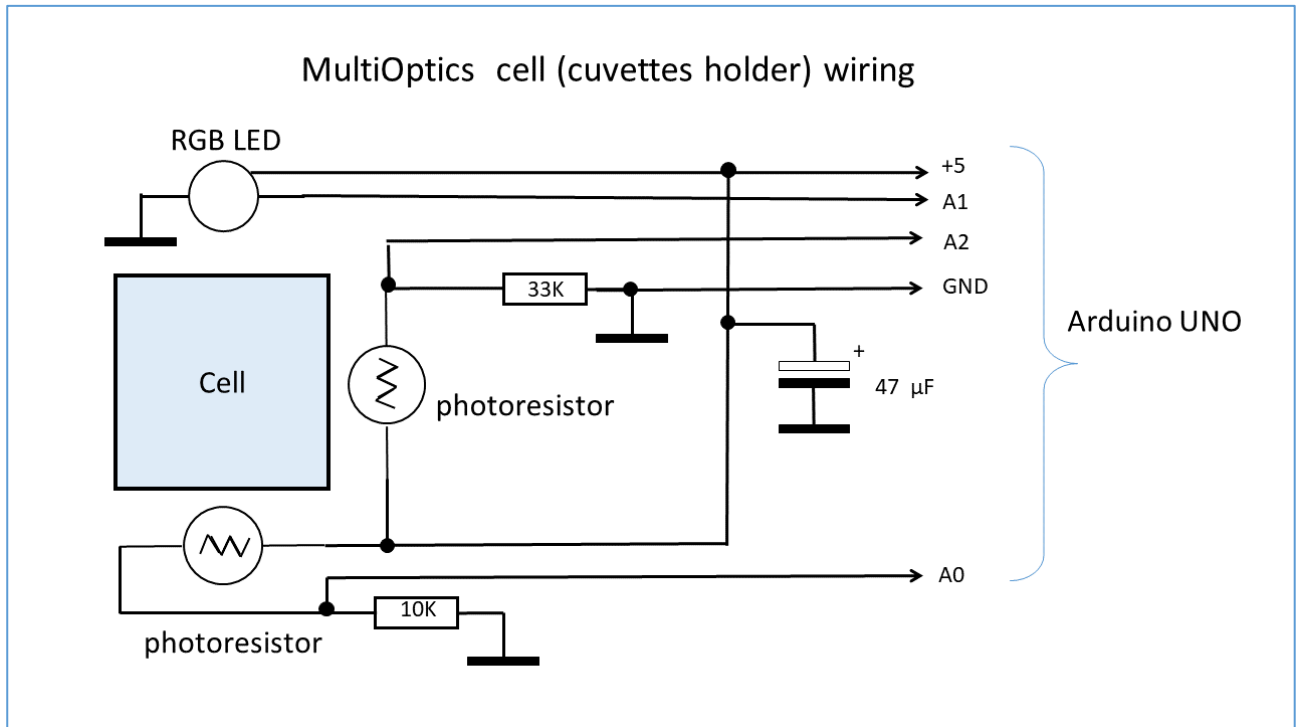 MultiOptics cell (cuvettes holder) wiring
RGB LED
+5
A1
A2
GND
33K
Arduino UNO
Cell
photoresistor
+
47 μF
A0
10K
photoresistor